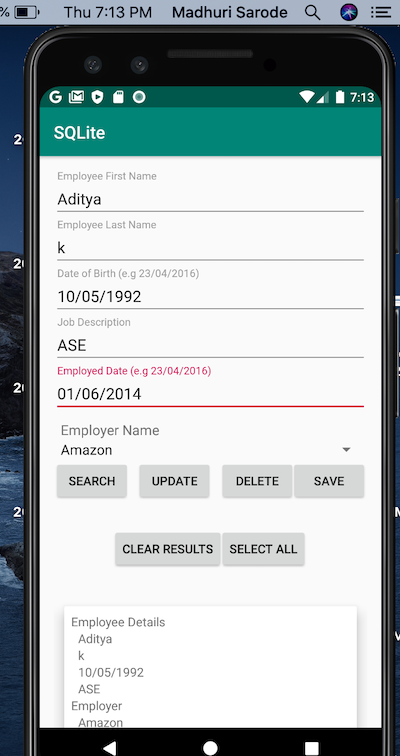 % Thu 7:13 PM Madhuri Sarode
7:13
SQLite
Employee First Name
Aditya
Employee Last Name
k
Date of Birth (e.g 23/04/2016)
10/05/1992
Job Description
ASE
Employed Date (e.g 23/04/2016)
01/06/2014
Employer Name
Amazon
SEARCH UPDATE DELETE SAVE
CLEAR RESULTS SELECT ALL
Employee Details
Aditya
k
10/05/1992
ASE
Employer
Amazon